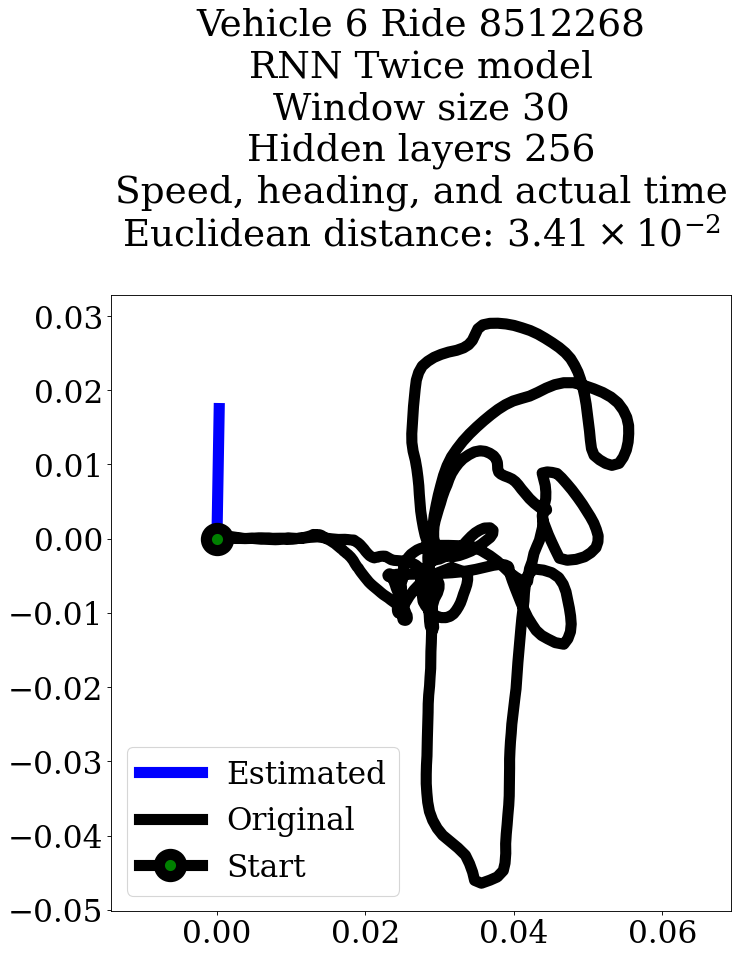 Vehicle 6 Ride 8512268
RNN Twice model
Window size 30
Hidden layers 256
Speed, heading, and actual time
Euclidean distance: 3.41 × 10⁻²
0.03
0.02
0.01
0.00
−0.01
−0.02
−0.03
−0.04
−0.05
Estimated
Original
Start
0.00 0.02 0.04 0.06